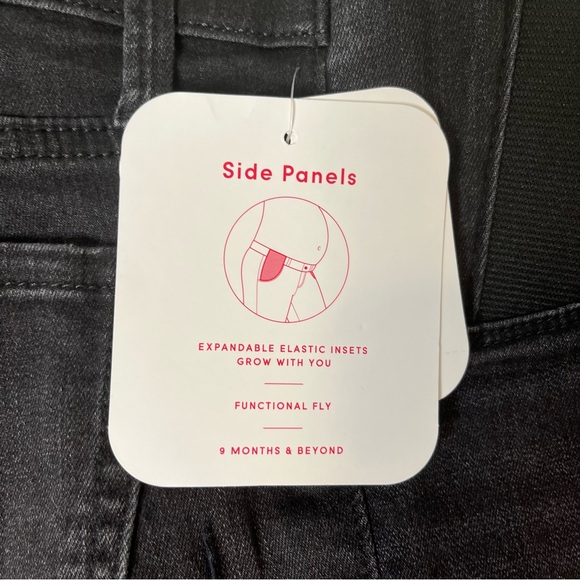 Side Panels
EXPANDABLE ELASTIC INSETS
GROW WITH YOU
FUNCTIONAL FLY
9 MONTHS & BEYOND